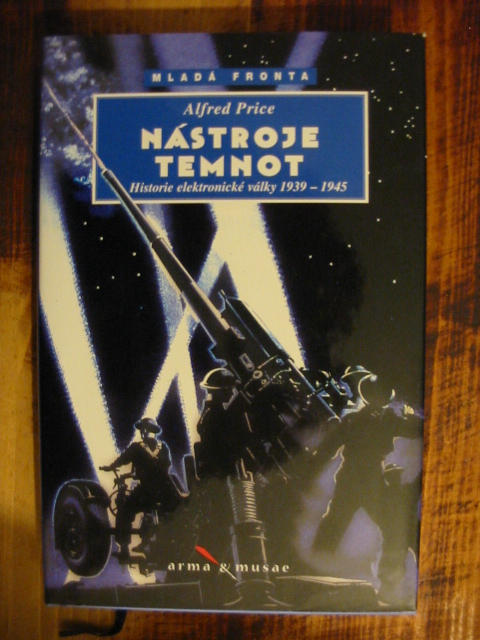 MLADÁ FRONTA
Alfred Price
NÁSTROJE
TEMNOT
Historie elektronické války 1939 – 1945
arma & musae